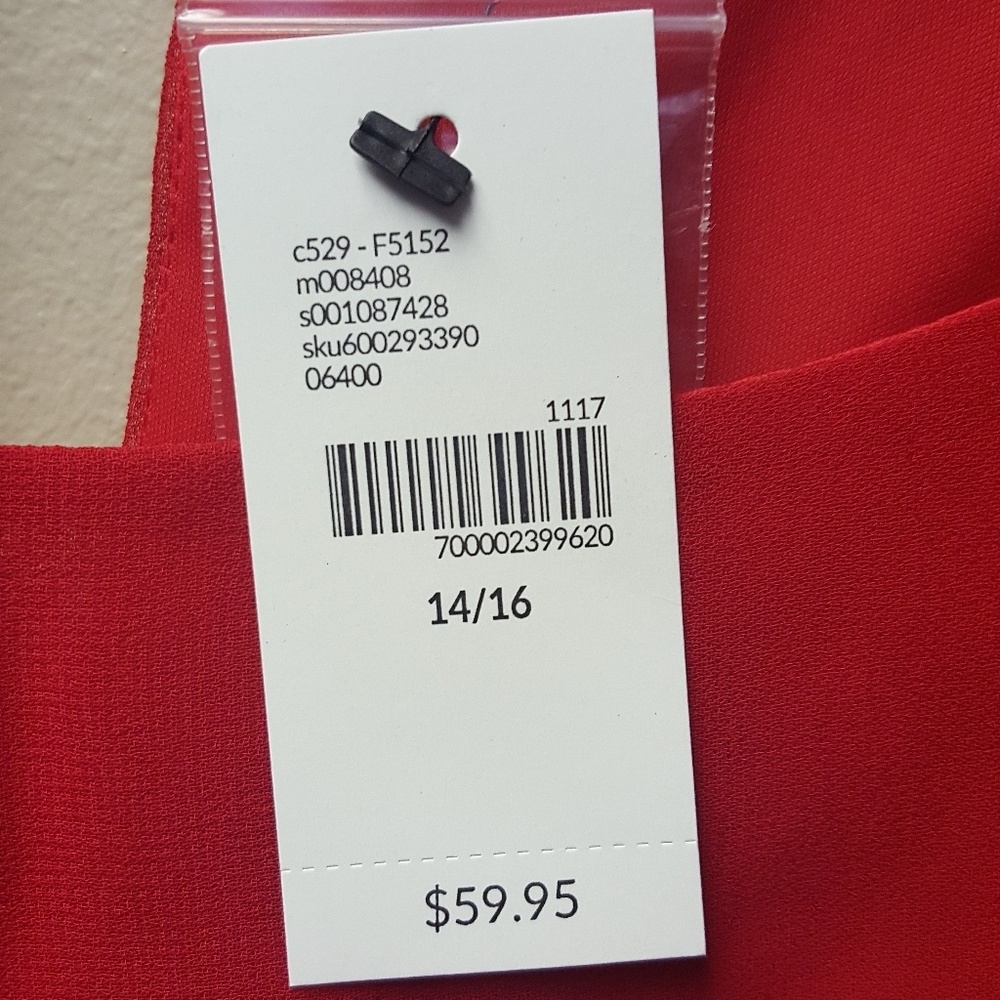 c529 - F5152
m008408
s001087428
sku600293390
06400
1117
700002399620
14/16
$59.95